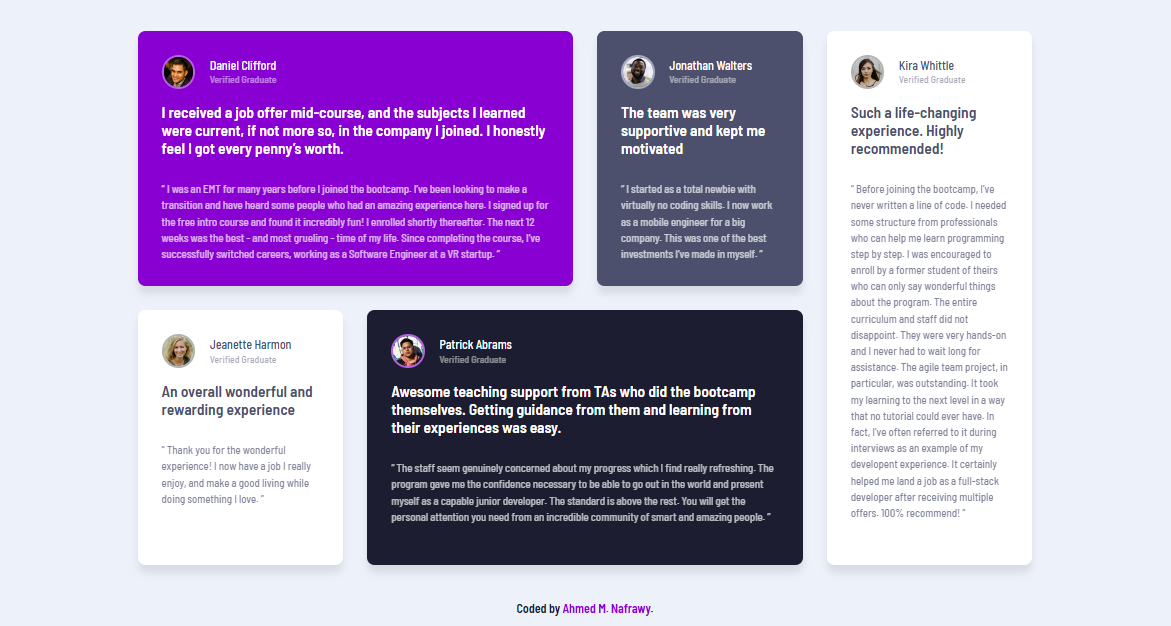 Daniel Clifford
Verified Graduate
I received a job offer mid-course, and the subjects I learned
were current, if not more so, in the company I joined. I honestly
feel I got every penny’s worth.
“ I was an EMT for many years before I joined the bootcamp. I’ve been looking to make a
transition and have heard some people who had an amazing experience here. I signed up for
the free intro course and found it incredibly fun! I enrolled shortly thereafter. The next 12
weeks was the best - and most grueling - time of my life. Since completing the course, I’ve
successfully switched careers, working as a Software Engineer at a VR startup. ”
Jonathan Walters
Verified Graduate
The team was very
supportive and kept me
motivated
“ I started as a total newbie with
virtually no coding skills. I now work
as a mobile engineer for a big
company. This was one of the best
investments I’ve made in myself. ”
Kira Whittle
Verified Graduate
Such a life-changing
experience. Highly
recommended!
“ Before joining the bootcamp, I’ve
never written a line of code. I needed
some structure from professionals
who can help me learn programming
step by step. I was encouraged to
enroll by a former student of theirs
who can only say wonderful things
about the program. The entire
curriculum and staff did not
disappoint. They were very hands-on
and I never had to wait long for
assistance. The agile team project, in
particular, was outstanding. It took
my learning to the next level in a way
that no tutorial could ever have. In
fact, I’ve often referred to it during
interviews as an example of my
developent experience. It certainly
helped me land a job as a full-stack
developer after receiving multiple
offers. 100% recommend! ”
Jeanette Harmon
Verified Graduate
An overall wonderful and
rewarding experience
“ Thank you for the wonderful
experience! I now have a job I really
enjoy, and make a good living while
doing something I love. ”
Patrick Abrams
Verified Graduate
Awesome teaching support from TAs who did the bootcamp
themselves. Getting guidance from them and learning from
their experiences was easy.
“ The staff seem genuinely concerned about my progress which I find really refreshing. The
program gave me the confidence necessary to be able to go out in the world and present
myself as a capable junior developer. The standard is above the rest. You will get the
personal attention you need from an incredible community of smart and amazing people. ”
Coded by Ahmed M. Nafrawy.